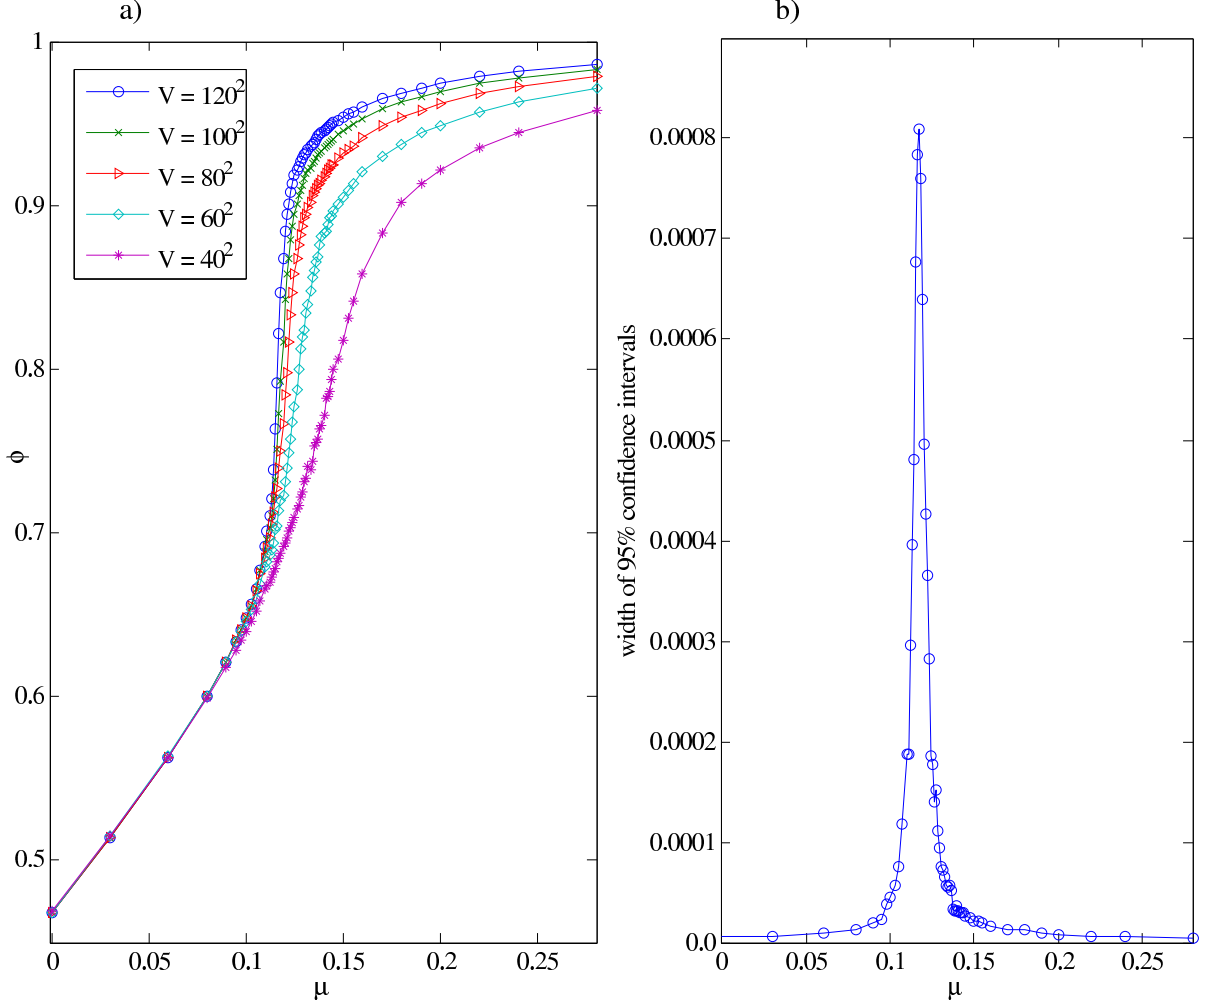 a)
1
0.9
0.8
0.7
0.6
0.5
ϕ
V = 120²
V = 100²
V = 80²
V = 60²
V = 40²
0 0.05 0.1 0.15 0.2 0.25
μ
b)
0.0008
0.0007
0.0006
0.0005
0.0004
0.0003
0.0002
0.0001
0.0
width of 95% confidence intervals
0 0.05 0.1 0.15 0.2 0.25
μ